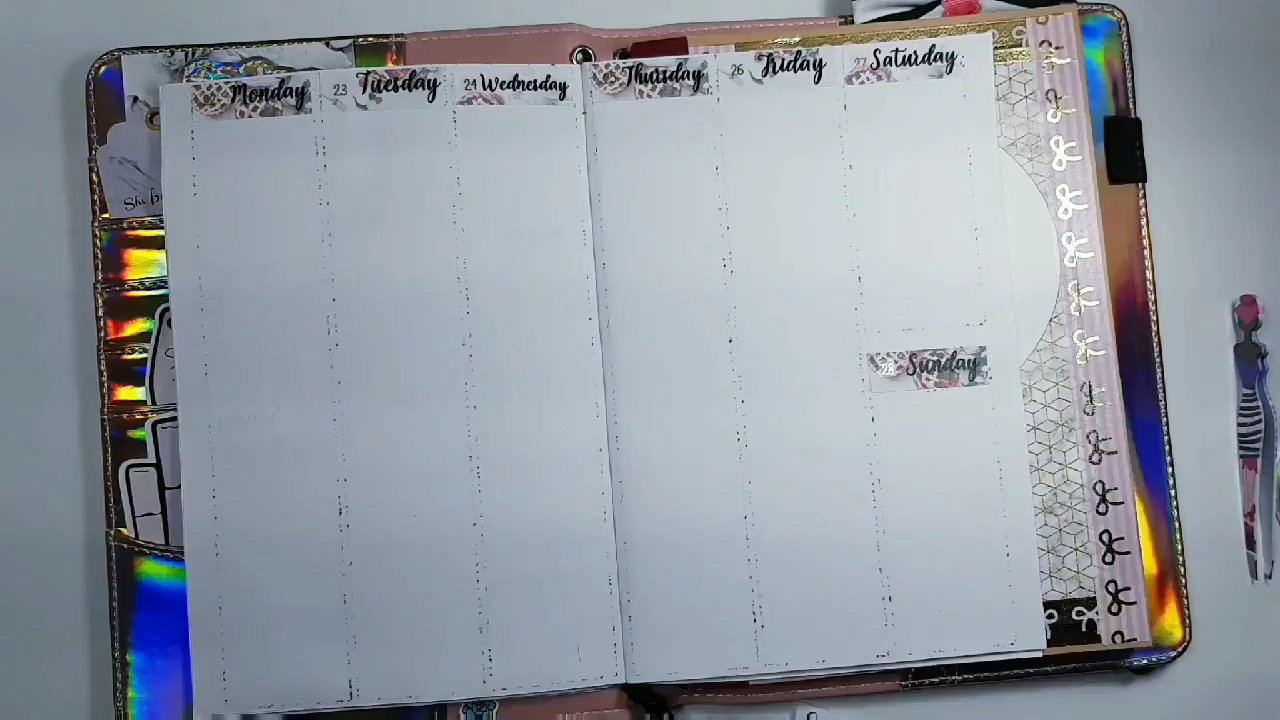 Monday
23 Tuesday
24 Wednesday
Thursday
26 Friday
27 Saturday
28 Sunday